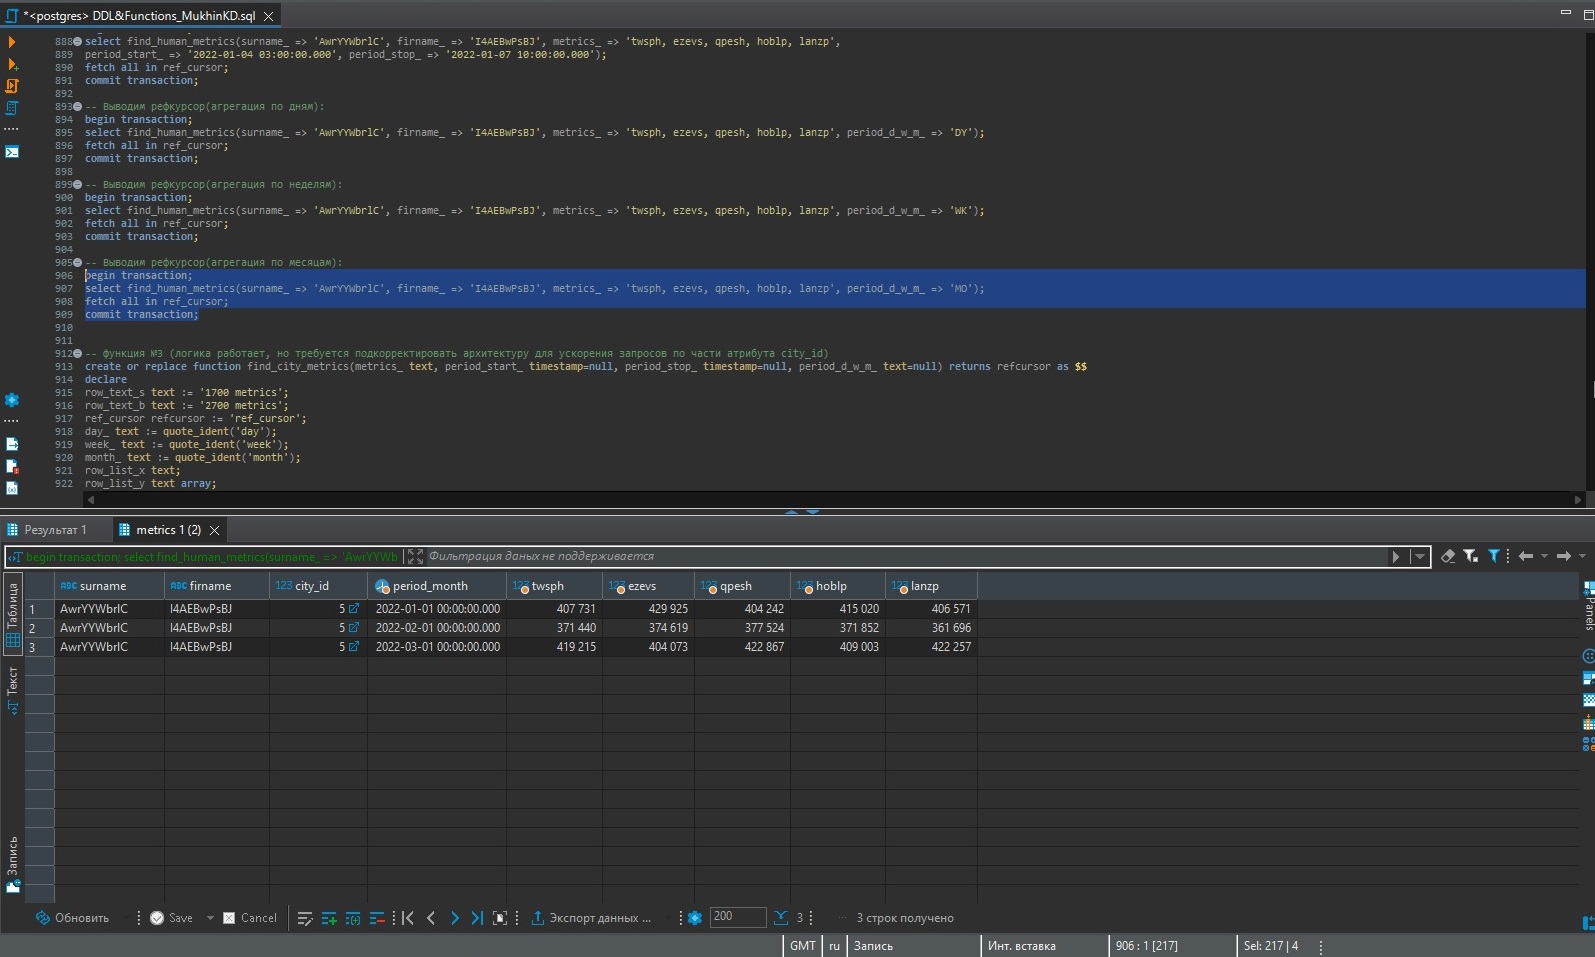 *<postgres> DDL&Functions_MukhinKD.sql
888 select find_human_metrics(surname_ => 'AwrYYWbrlC', firname_ => 'I4AEBwPsBJ', metrics_ => 'twsph, ezevs, qpesh, hoblp, lanzp',
889 period_start_ => '2022-01-04 03:00:00.000', period_stop_ => '2022-01-07 10:00:00.000');
890 fetch all in ref_cursor;
891 commit transaction;
892
893 -- Выводим рефкурсор(агрегация по дням):
894 begin transaction;
895 select find_human_metrics(surname_ => 'AwrYYWbrlC', firname_ => 'I4AEBwPsBJ', metrics_ => 'twsph, ezevs, qpesh, hoblp, lanzp', period_d_w_m_ => 'DY');
896 fetch all in ref_cursor;
897 commit transaction;
898
899 -- Выводим рефкурсор(агрегация по неделям):
900 begin transaction;
901 select find_human_metrics(surname_ => 'AwrYYWbrlC', firname_ => 'I4AEBwPsBJ', metrics_ => 'twsph, ezevs, qpesh, hoblp, lanzp', period_d_w_m_ => 'WK');
902 fetch all in ref_cursor;
903 commit transaction;
904
905 -- Выводим рефкурсор(агрегация по месяцам):
906 begin transaction;
907 select find_human_metrics(surname_ => 'AwrYYWbrlC', firname_ => 'I4AEBwPsBJ', metrics_ => 'twsph, ezevs, qpesh, hoblp, lanzp', period_d_w_m_ => 'MO');
908 fetch all in ref_cursor;
909 commit transaction;
910
911
912 -- функция №3 (логика работает, но требуется подкорректировать архитектуру для ускорения запросов по части атрибута city_id)
913 create or replace function find_city_metrics(metrics_ text, period_start_ timestamp=null, period_stop_ timestamp=null, period_d_w_m_ text=null) returns refcursor as $$
914 declare
915 row_text_s text := '1700 metrics';
916 row_text_b text := '2700 metrics';
917 ref_cursor refcursor := 'ref_cursor';
918 day_ text := quote_ident('day');
919 week_ text := quote_ident('week');
920 month_ text := quote_ident('month');
921 row_list_x text;
922 row_list_y text array;
Результат 1 metrics 1 (2)
begin transaction; select find_human_metrics(surname_ => 'AwrYYWb Фильтрация даных не поддерживается
Таблица
Текст
Запись
Panels
ABC surname ABC firname 123 city_id period_month 123 twsph 123 ezevs 123 qpesh 123 hoblp 123 lanzp
1 AwrYYWbrlC I4AEBwPsBJ 5 2022-01-01 00:00:00.000 407 731 429 925 404 242 415 020 406 571
2 AwrYYWbrlC I4AEBwPsBJ 5 2022-02-01 00:00:00.000 371 440 374 619 377 524 371 852 361 696
3 AwrYYWbrlC I4AEBwPsBJ 5 2022-03-01 00:00:00.000 419 215 404 073 422 867 409 003 422 257
Обновить Save Cancel Экспорт данных ... 200 3 ... 3 строк получено
GMT ru Запись Инт. вставка 906 : 1 [217] Sel: 217 | 4